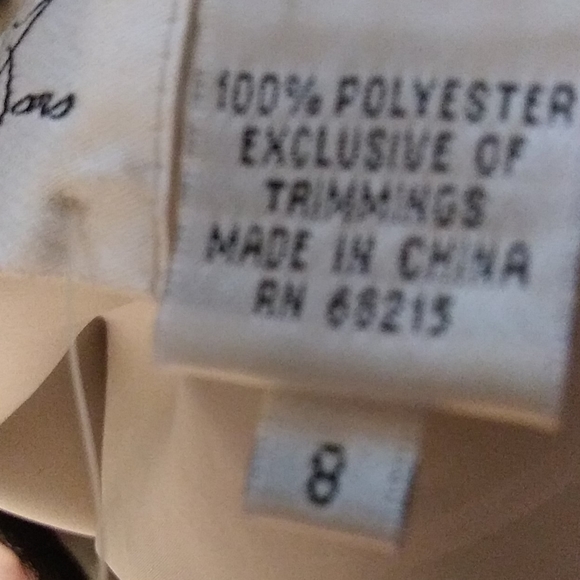 100% POLYESTER
EXCLUSIVE OF
TRIMMINGS
MADE IN CHINA
RN 68215
8